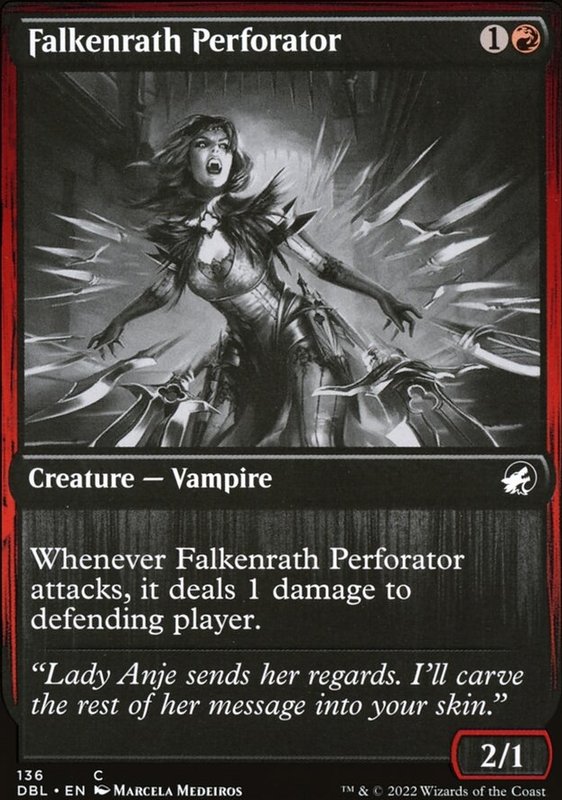 Falkenrath Perforator 1
Creature — Vampire
Whenever Falkenrath Perforator
attacks, it deals 1 damage to
defending player.
“Lady Anje sends her regards. I’ll carve
the rest of her message into your skin.”
2/1
136 C
DBL • EN Marcela Medeiros ™ & © 2022 Wizards of the Coast